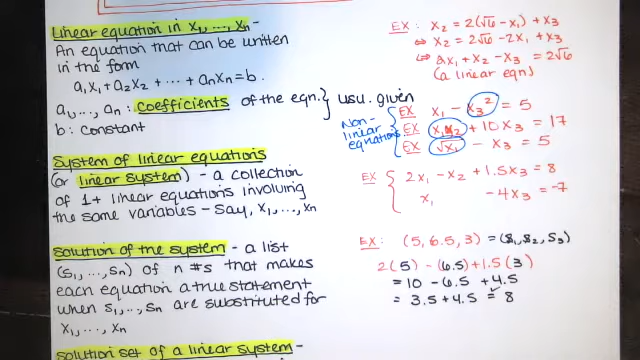 Linear equation in x₁, ..., xₙ -
An equation that can be written
in the form
a₁x₁ + a₂x₂ + ··· + aₙxₙ = b.
a₁, ..., aₙ : coefficients of the eqn. } usu. given
b: constant
System of linear equations
(or linear system) - a collection
of 1+ linear equations involving
the same variables - say, x₁, ..., xₙ
solution of the system - a list
(s₁, ..., sₙ) of n #s that makes
each equation a true statement
when s₁, ..., sₙ are substituted for
x₁, ..., xₙ
solution set of a linear system -
EX: x₂ = 2(√6 - x₁) + x₃
⇔ x₂ = 2√6 - 2x₁ + x₃
⇔ 2x₁ + x₂ - x₃ = 2√6
(a linear eqn)
Non-
linear
equations
EX x₁ - x₃² = 5
EX x₁x₂ + 10x₃ = 17
EX √x₁ - x₃ = 5
EX { 2x₁ - x₂ + 1.5x₃ = 8
x₁ - 4x₃ = -7
EX: (5, 6.5, 3) = (s₁, s₂, s₃)
2(5) - (6.5) + 1.5(3)
= 10 - 6.5 + 4.5
= 3.5 + 4.5 = 8 ✓